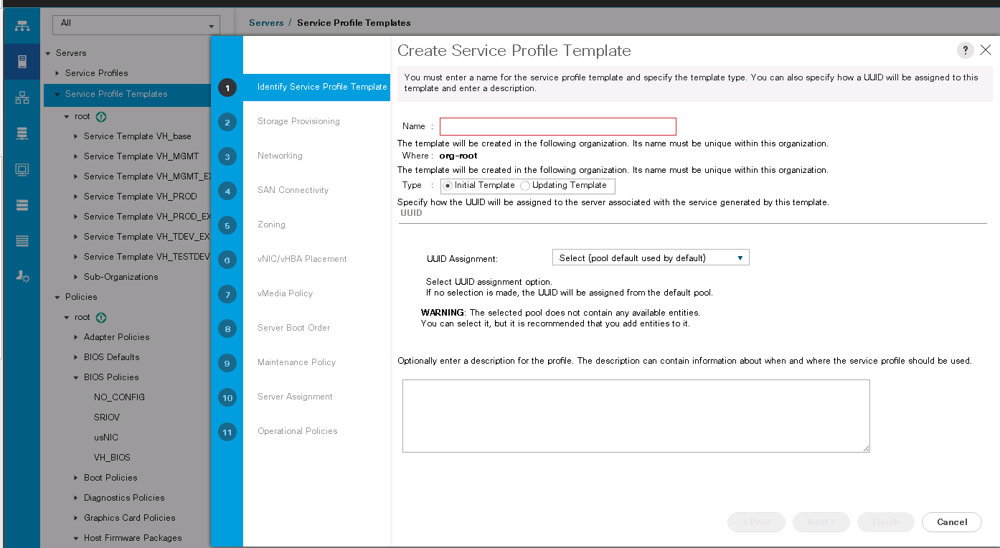 All
Servers / Service Profile Templates
Servers
Service Profiles
Service Profile Templates
root
Service Template VH_base
Service Template VH_MGMT
Service Template VH_MGMT_EX
Service Template VH_PROD
Service Template VH_PROD_EX
Service Template VH_TDEV_EX
Service Template VH_TESTDEV
Sub-Organizations
Policies
root
Adapter Policies
BIOS Defaults
BIOS Policies
NO_CONFIG
SRIOV
usNIC
VH_BIOS
Boot Policies
Diagnostics Policies
Graphics Card Policies
Host Firmware Packages
1 Identify Service Profile Template
2 Storage Provisioning
3 Networking
4 SAN Connectivity
5 Zoning
6 vNIC/vHBA Placement
7 vMedia Policy
8 Server Boot Order
9 Maintenance Policy
10 Server Assignment
11 Operational Policies
Create Service Profile Template
?
You must enter a name for the service profile template and specify the template type. You can also specify how a UUID will be assigned to this
template and enter a description.
Name :
The template will be created in the following organization. Its name must be unique within this organization.
Where : org-root
The template will be created in the following organization. Its name must be unique within this organization.
Type : Initial Template Updating Template
Specify how the UUID will be assigned to the server associated with the service generated by this template.
UUID
UUID Assignment: Select (pool default used by default)
Select UUID assignment option.
If no selection is made, the UUID will be assigned from the default pool.
WARNING: The selected pool does not contain any available entities.
You can select it, but it is recommended that you add entities to it.
Optionally enter a description for the profile. The description can contain information about when and where the service profile should be used.
< Prev Next > Finish Cancel